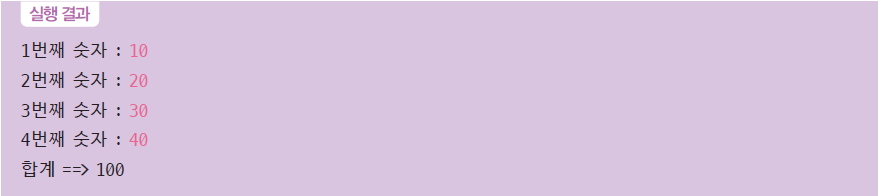 실행 결과
1번째 숫자 : 10
2번째 숫자 : 20
3번째 숫자 : 30
4번째 숫자 : 40
합계 ==> 100